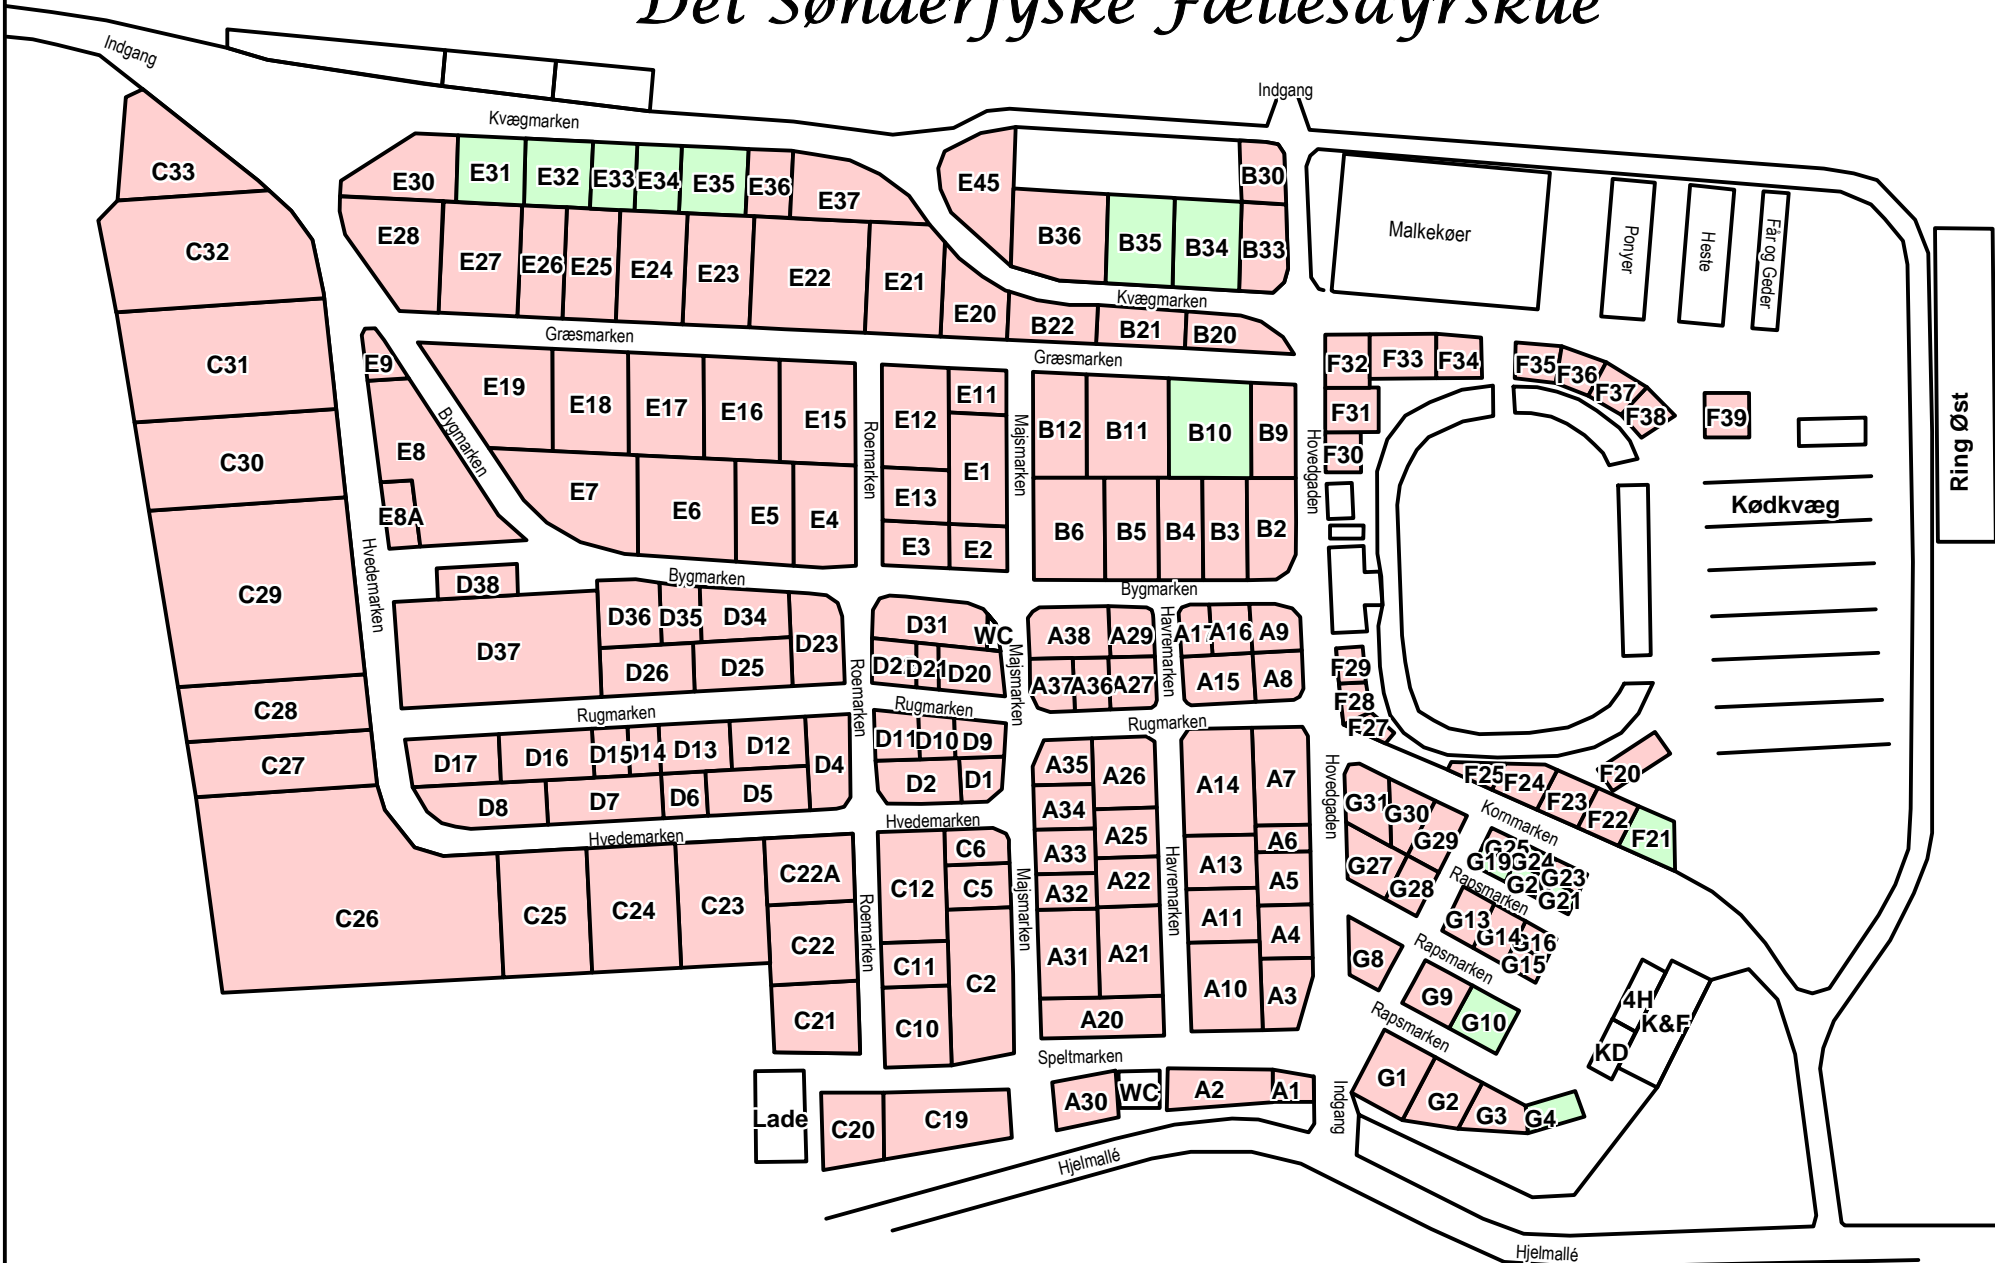 Det Sønderjyske Fællesdyrskue
Indgang
Kvægmarken
Indgang
C33
E30
E31
E32
E33
E34
E35
E36
E37
E45
B30
C32
E28
E27
E26
E25
E24
E23
E22
E21
E20
B36
B35
B34
B33
Malkekøer
Ponyer
Heste
Får og Geder
Kvægmarken
B22
B21
B20
Græsmarken
Græsmarken
C31
E9
E19
E18
E17
E16
E15
E12
E11
B12
B11
B10
B9
F32
F33
F34
F35
F36
F37
F38
F39
F31
F30
Ring Øst
Bygmarken
Roemarken
Majsmarken
Hovedgaden
C30
E8
E8A
E7
E6
E5
E4
E13
E1
E3
E2
B6
B5
B4
B3
B2
Kødkvæg
Hvedemarken
Bygmarken
Bygmarken
C29
D38
D37
D36
D35
D34
D23
D26
D25
D31
WC
D21
D20
A38
A29
A37
A36
A27
Havremarken
A16
A9
A15
A8
F29
F28
F27
Roemarken
Majsmarken
C28
Rugmarken
Rugmarken
Rugmarken
C27
D17
D16
D15
D14
D13
D12
D4
D11
D10
D9
D8
D7
D6
D5
D2
D1
A35
A26
A34
A25
A33
A22
A32
A31
A21
A20
A14
A7
A6
A13
A5
A11
A4
A10
A3
Hovedgaden
F25
F24
F23
F22
F21
F20
Kornmarken
G31
G30
G29
G27
G28
G25
G19
G24
G23
G21
Rapsmarken
G13
G14
G16
G15
Rapsmarken
G8
G9
G10
Rapsmarken
4H
K&F
KD
Hvedemarken
Hvedemarken
C26
C25
C24
C23
C22A
C22
C21
Roemarken
C12
C6
C5
C11
C2
C10
Majsmarken
Havremarken
Speltmarken
Lade
C20
C19
A30
WC
A2
A1
Indgang
G1
G2
G3
G4
Hjelmallé
Hjelmallé